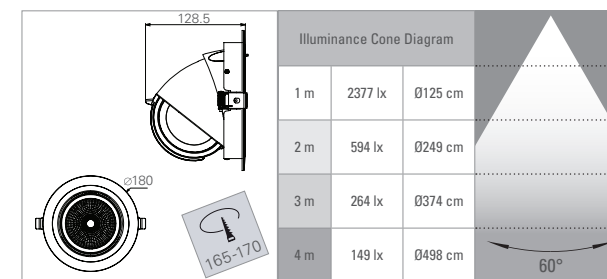 128.5
Ø180
165-170
Illuminance Cone Diagram
1 m 2377 lx Ø125 cm
2 m 594 lx Ø249 cm
3 m 264 lx Ø374 cm
4 m 149 lx Ø498 cm
60°